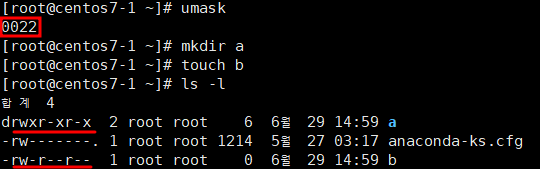 [root@centos7-1 ]# umask
0022
[root@centos7-1 ]# mkdir a
[root@centos7-1 ]# touch b
[root@centos7-1 ]# ls -l
합계 4
drwxr-xr-x 2 root root 6 6월 29 14:59 a
-rw-------. 1 root root 1214 5월 27 03:17 anaconda-ks.cfg
-rw-r--r-- 1 root root 0 6월 29 14:59 b